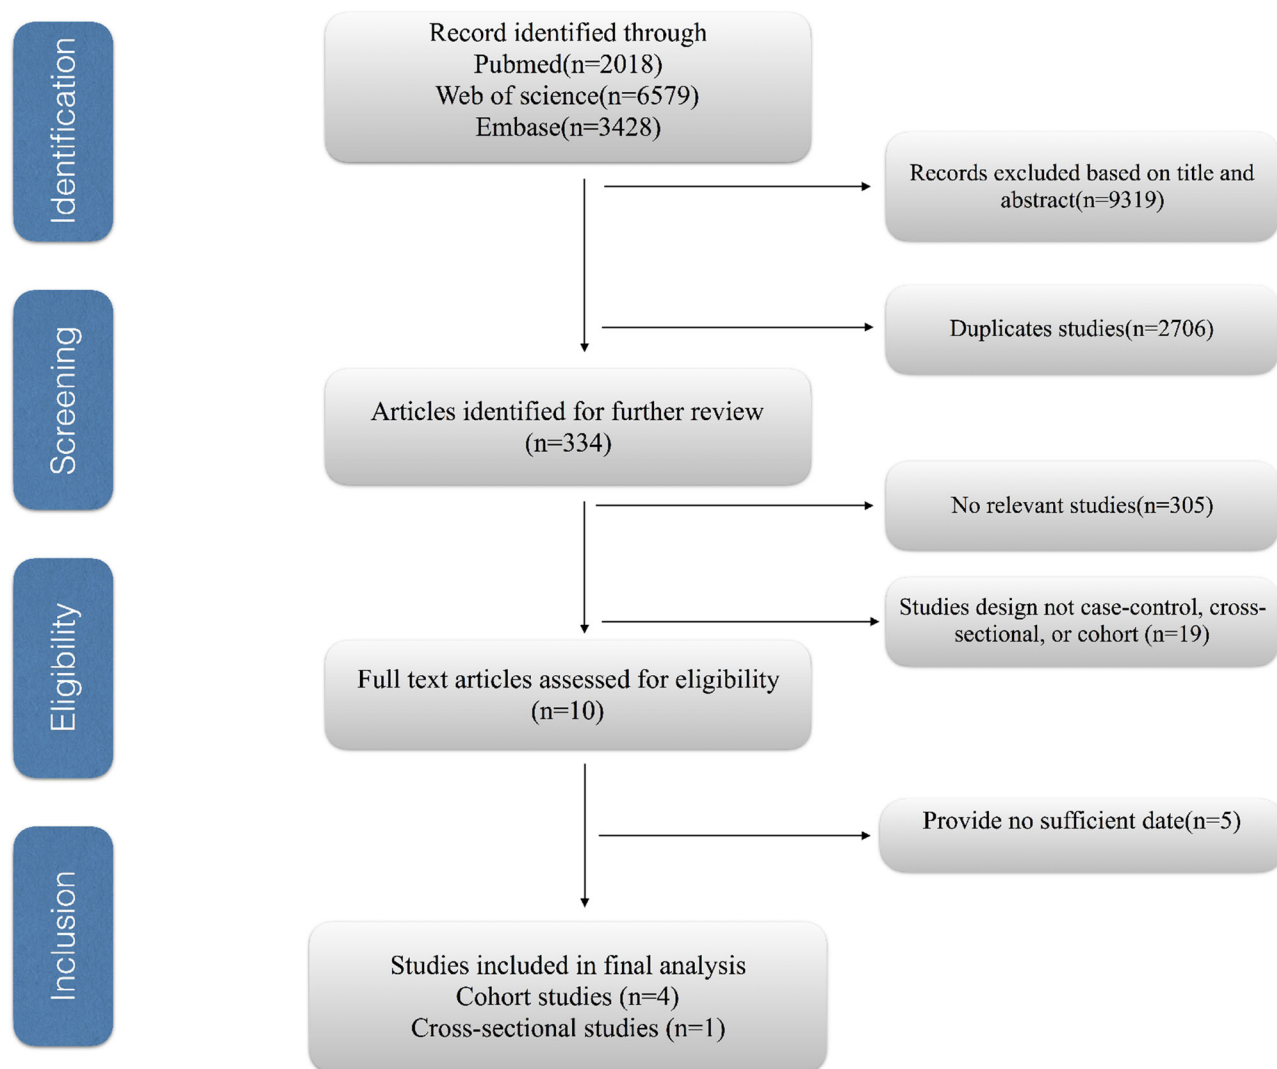 Identification
Record identified through
Pubmed(n=2018)
Web of science(n=6579)
Embase(n=3428)
Records excluded based on title and
abstract(n=9319)
Screening
Duplicates studies(n=2706)
Articles identified for further review
(n=334)
No relevant studies(n=305)
Eligibility
Studies design not case-control, cross-
sectional, or cohort (n=19)
Full text articles assessed for eligibility
(n=10)
Inclusion
Provide no sufficient date(n=5)
Studies included in final analysis
Cohort studies (n=4)
Cross-sectional studies (n=1)